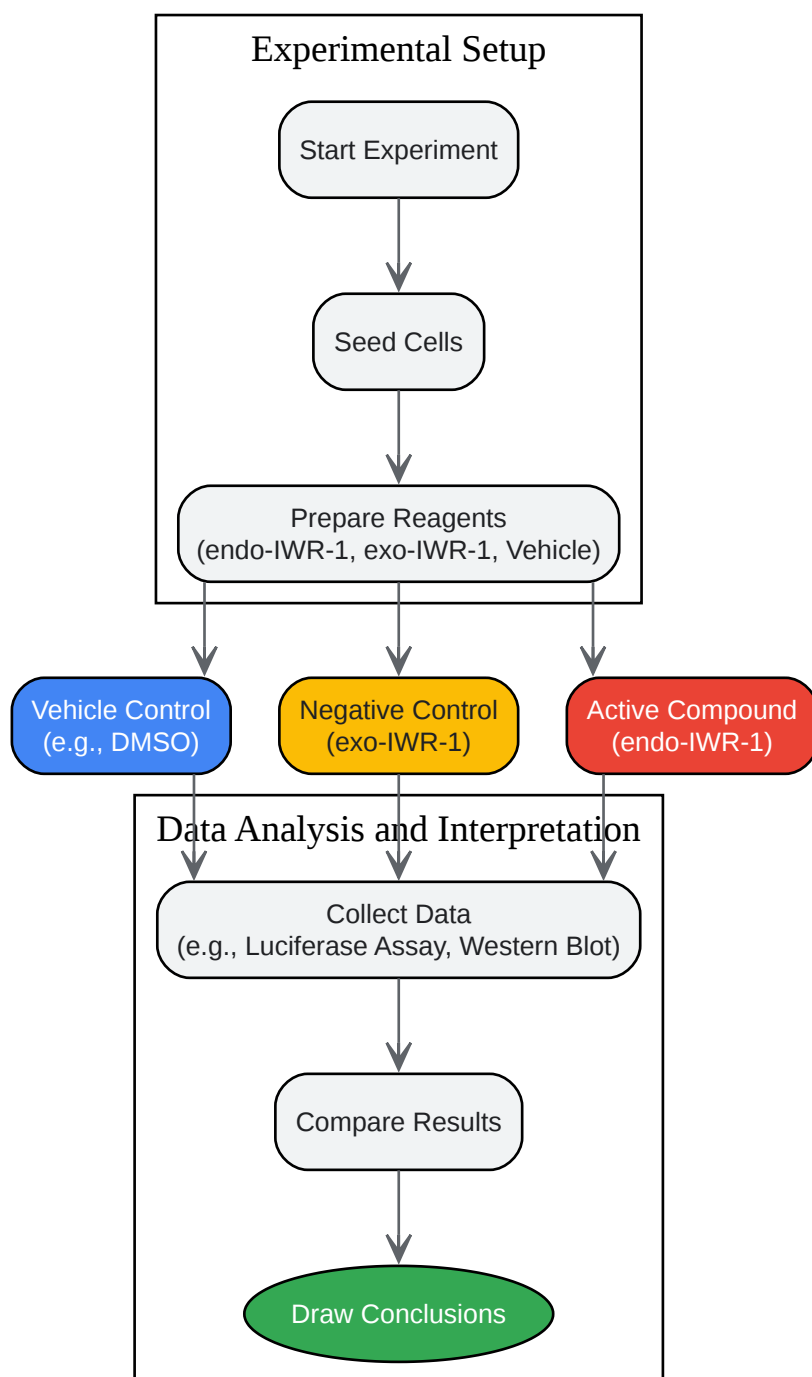 Experimental Setup
Start Experiment
Seed Cells
Prepare Reagents
(endo-IWR-1, exo-IWR-1, Vehicle)
Vehicle Control
(e.g., DMSO)
Negative Control
(exo-IWR-1)
Active Compound
(endo-IWR-1)
Data Analysis and Interpretation
Collect Data
(e.g., Luciferase Assay, Western Blot)
Compare Results
Draw Conclusions